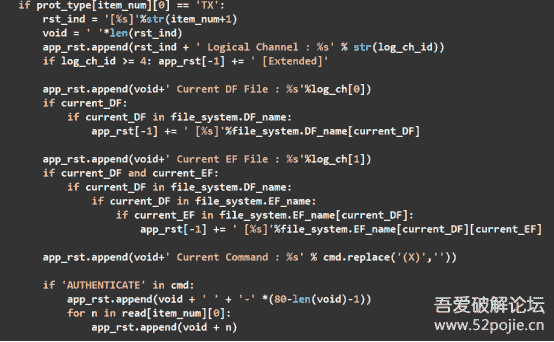 if prot_type[item_num][0] == 'TX':
    rst_ind = '[%s]'%str(item_num+1)
    void = ' '*len(rst_ind)
    app_rst.append(rst_ind + ' Logical Channel : %s' % str(log_ch_id))
    if log_ch_id >= 4: app_rst[-1] += ' [Extended]'

    app_rst.append(void+' Current DF File : %s'%log_ch[0])
    if current_DF:
        if current_DF in file_system.DF_name:
            app_rst[-1] += ' [%s]'%file_system.DF_name[current_DF]

    app_rst.append(void+' Current EF File : %s'%log_ch[1])
    if current_DF and current_EF:
        if current_DF in file_system.DF_name:
            if current_DF in file_system.EF_name:
                if current_EF in file_system.EF_name[current_DF]:
                    app_rst[-1] += ' [%s]'%file_system.EF_name[current_DF][current_EF]

    app_rst.append(void+' Current Command : %s' % cmd.replace('(X)',''))

    if 'AUTHENTICATE' in cmd:
        app_rst.append(void + ' ' + '-' *(80-len(void)-1))
        for n in read[item_num][0]:
            app_rst.append(void + n)
吾爱破解论坛
www.52pojie.cn